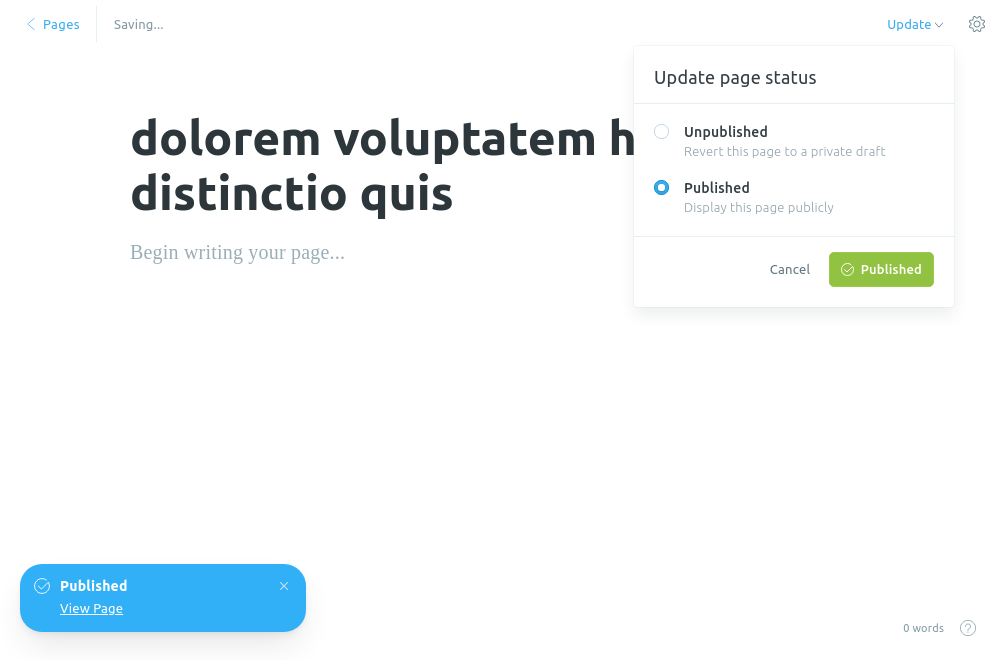 Pages
Saving...
Update
Update page status
Unpublished
Revert this page to a private draft
Published
Display this page publicly
Cancel
Published
dolorem voluptatem h
distinctio quis
Begin writing your page...
Published
View Page
0 words
?